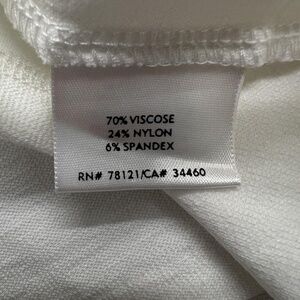 70% VISCOSE
24% NYLON
6% SPANDEX
RN# 78121/CA# 34460